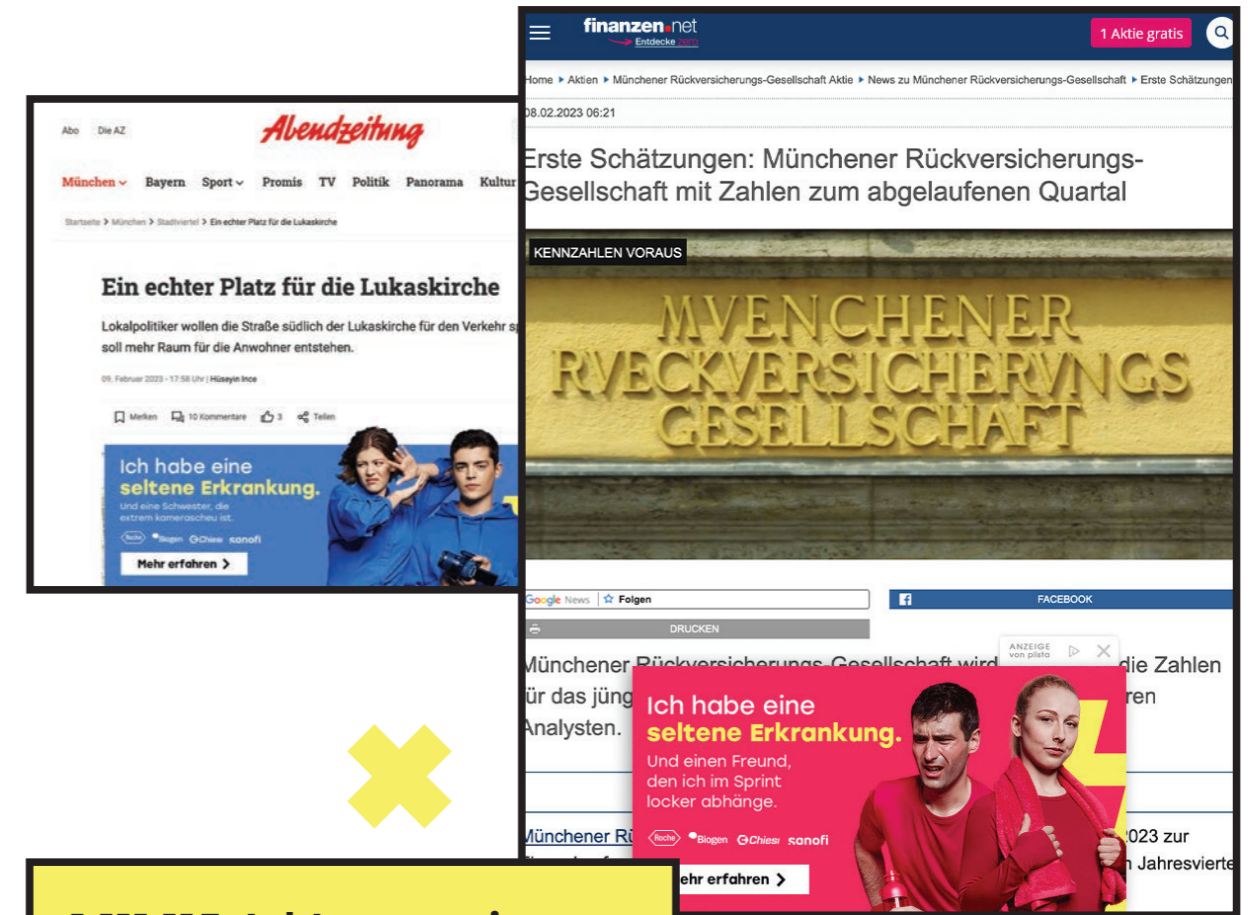 Abo Die AZ
Abendzeitung
München Bayern Sport Promis TV Politik Panorama Kultur
Startseite > München > Stadtviertel > Ein echter Platz für die Lukaskirche
Ein echter Platz für die Lukaskirche
Lokalpolitiker wollen die Straße südlich der Lukaskirche für den Verkehr
soll mehr Raum für die Anwohner entstehen.
09. Februar 2023 - 17:58 Uhr | Hüseyin Ince
Merken 10 Kommentare 3 Teilen
Ich habe eine
seltene Erkrankung.
Und eine Schwester, die
extrem kamerascheu ist.
Roche Biogen Chiesi sanofi
Mehr erfahren >
finanzen.net
Entdecke zero
1 Aktie gratis
Home ▸ Aktien ▸ Münchener Rückversicherungs-Gesellschaft Aktie ▸ News zu Münchener Rückversicherungs-Gesellschaft ▸ Erste Schätzungen
08.02.2023 06:21
Erste Schätzungen: Münchener Rückversicherungs-
Gesellschaft mit Zahlen zum abgelaufenen Quartal
KENNZAHLEN VORAUS
MVENCHENER
RVECKVERSICHERVNGS
GESELLSCHAFT
Google News Folgen
FACEBOOK
DRUCKEN
ANZEIGE
von plista
Münchener Rückversicherungs-Gesellschaft wird die Zahlen
für das
Analysten.
Ich habe eine
seltene Erkrankung.
Und einen Freund,
den ich im Sprint
locker abhänge.
Roche Biogen Chiesi sanofi
Münchener 2023 zur
ehr erfahren >